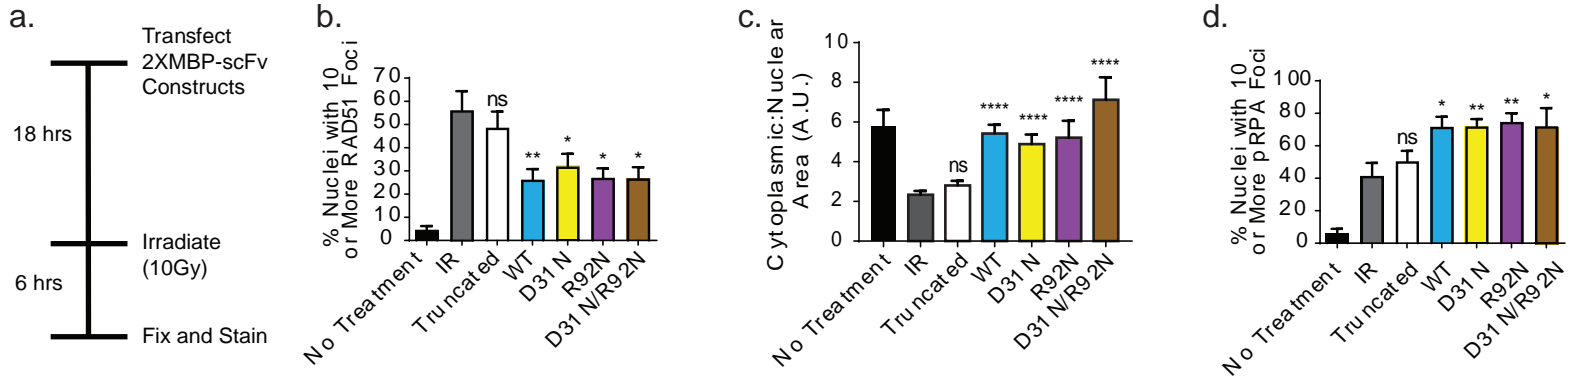 a.
Transfect
2XMBP-scFv
Constructs
18 hrs
Irradiate
(10Gy)
6 hrs
Fix and Stain
b.
% Nuclei with 10
or More RAD51 Foci
70
60
50
40
30
20
10
0
ns
**
*
*
*
No Treatment
IR
Truncated
WT
D31N
R92N
D31N/R92N
c.
Cytoplasmic:Nuclear
Area (A.U.)
10
8
6
4
2
0
ns
****
****
****
****
No Treatment
IR
Truncated
WT
D31N
R92N
D31N/R92N
d.
% Nuclei with 10
or More pRPA Foci
100
80
60
40
20
0
ns
*
**
**
*
No Treatment
IR
Truncated
WT
D31N
R92N
D31N/R92N